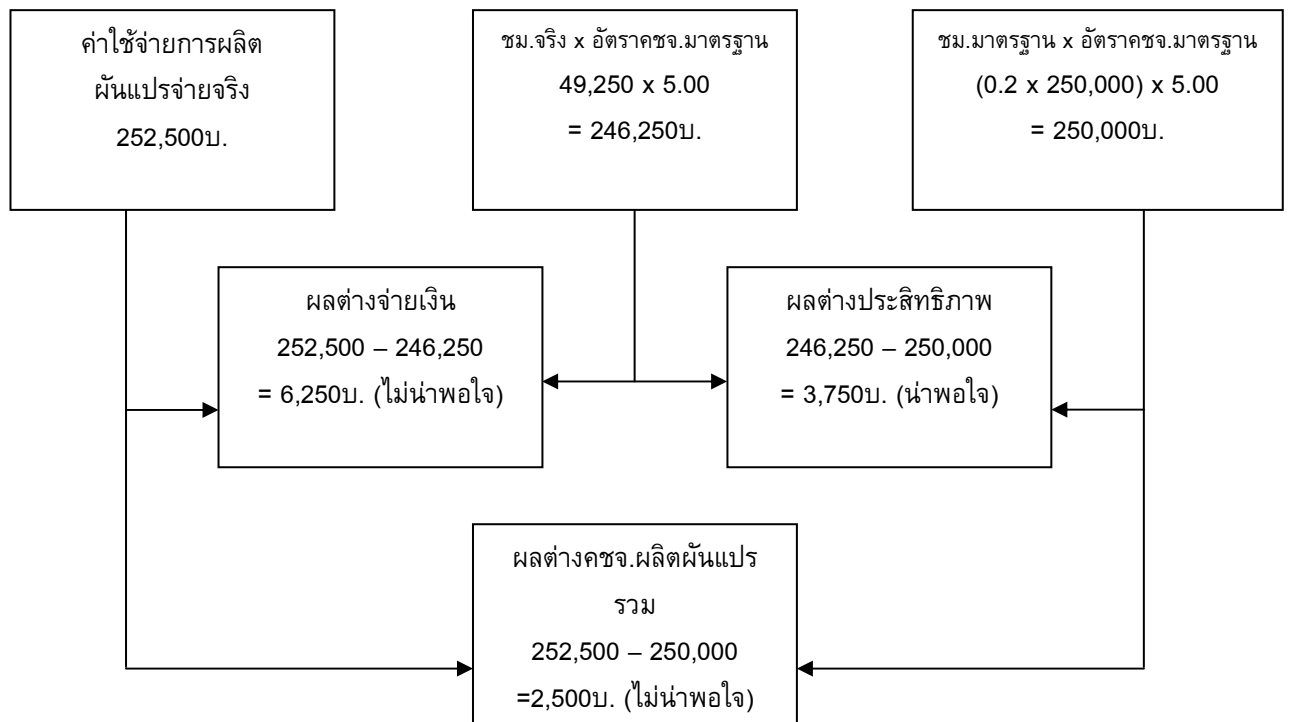 ค่าใช้จ่ายการผลิต
ผันแปรจ่ายจริง
252,500บ.
ชม.จริง x อัตราคชจ.มาตรฐาน
49,250 x 5.00
= 246,250บ.
ชม.มาตรฐาน x อัตราคชจ.มาตรฐาน
(0.2 x 250,000) x 5.00
= 250,000บ.
ผลต่างจ่ายเงิน
252,500 – 246,250
= 6,250บ. (ไม่น่าพอใจ)
ผลต่างประสิทธิภาพ
246,250 – 250,000
= 3,750บ. (น่าพอใจ)
ผลต่างคชจ.ผลิตผันแปร
รวม
252,500 – 250,000
=2,500บ. (ไม่น่าพอใจ)